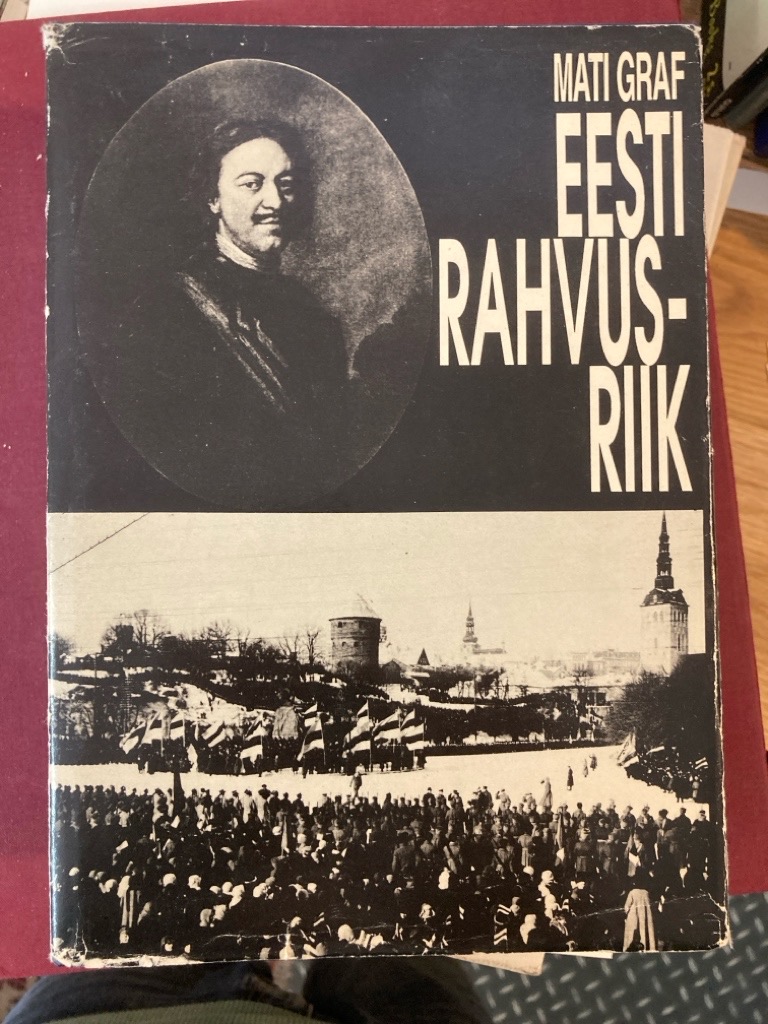 MATI GRAF
EESTI
RAHVUS-
RIIK